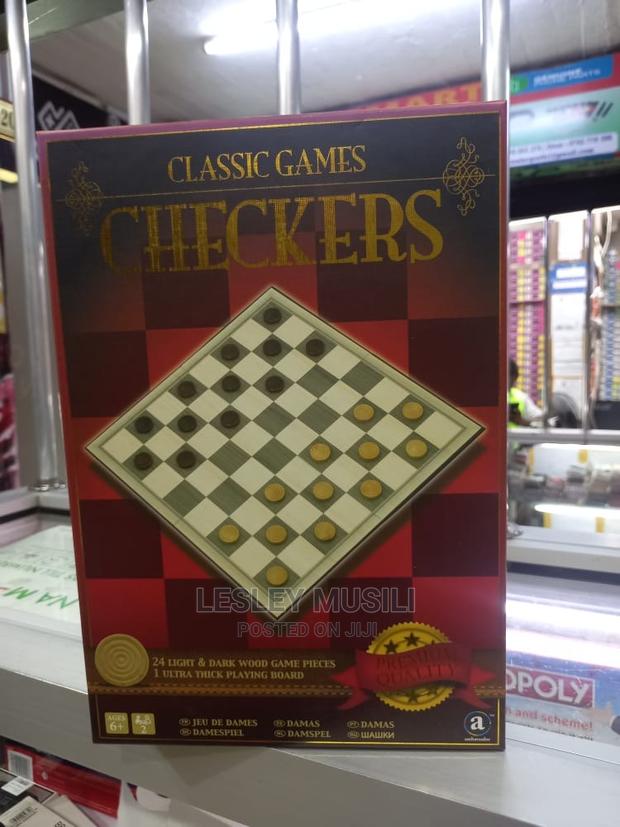 CLASSIC GAMES
CHECKERS
LESLEY MUSILI
POSTED ON JIJI
24 LIGHT & DARK WOOD GAME PIECES
1 ULTRA THICK PLAYING BOARD
PREMIUM
QUALITY
AGES
6+
2
JEU DE DAMES
DAMAS
DAMAS
DAMESPIEL
DAMSPEL
ШАШКИ
a
OPOLY
n and scheme!
NA M